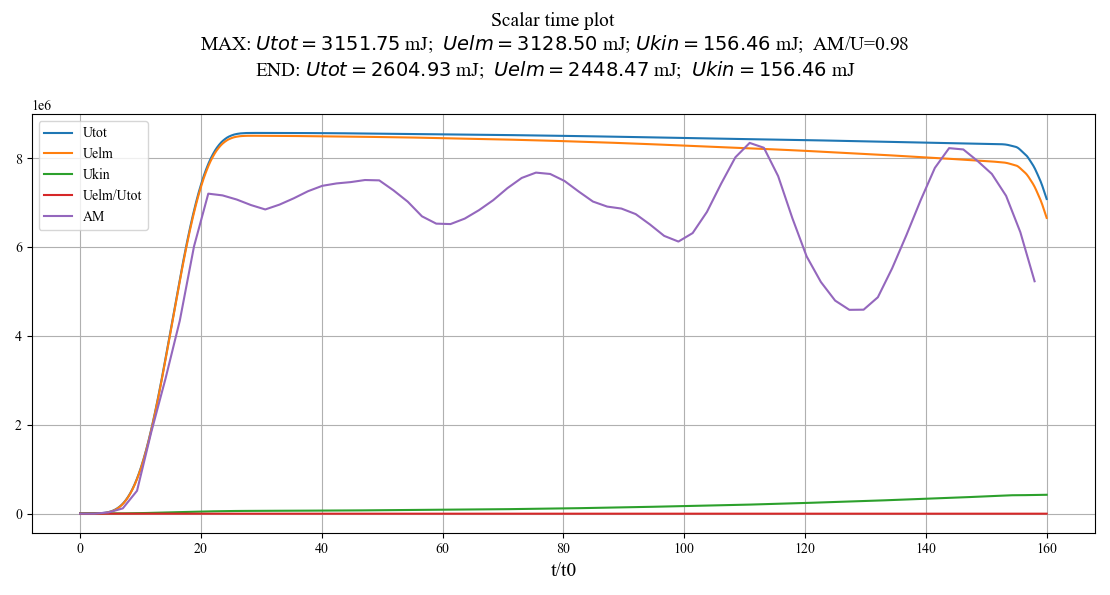 Scalar time plot
MAX: Utot = 3151.75 mJ; Uelm = 3128.50 mJ; Ukin = 156.46 mJ; AM/U=0.98
END: Utot = 2604.93 mJ; Uelm = 2448.47 mJ; Ukin = 156.46 mJ
1e6
Utot
Uelm
Ukin
Uelm/Utot
AM
8
6
4
2
0
0 20 40 60 80 100 120 140 160
t/t0